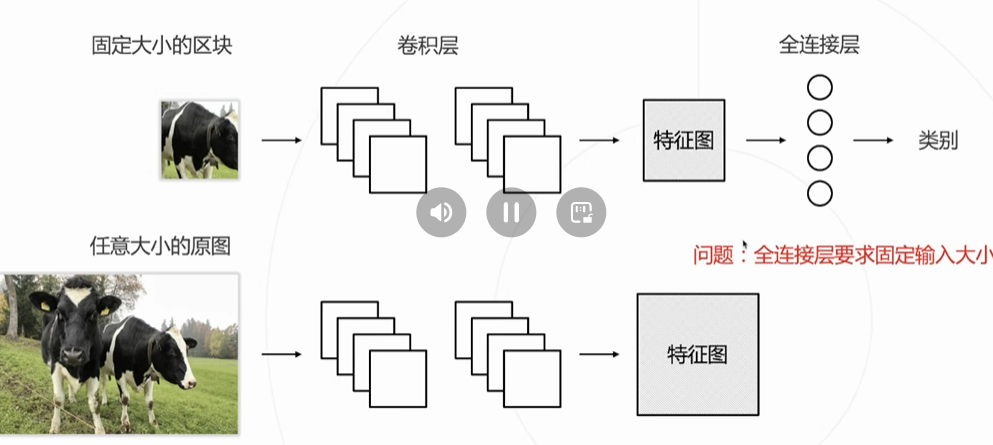 固定大小的区块
卷积层
全连接层
特征图
类别
任意大小的原图
问题：全连接层要求固定输入大小
特征图